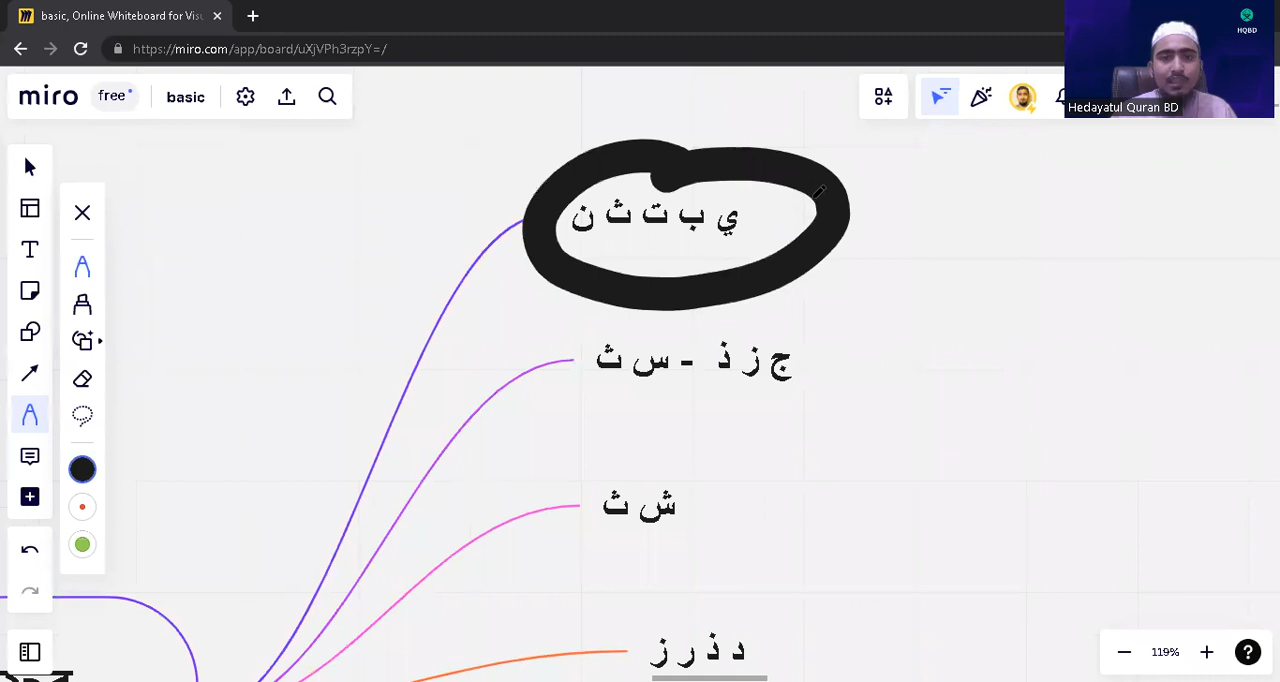 basic, Online Whiteboard for Visu
https://miro.com/app/board/uXjVPh3rzpY=/
HQBD
Hedayatul Quran BD
miro free basic
ي ب ت ث ن
ج ز ذ - س ث
ش ث
د ذ ر ز
119%